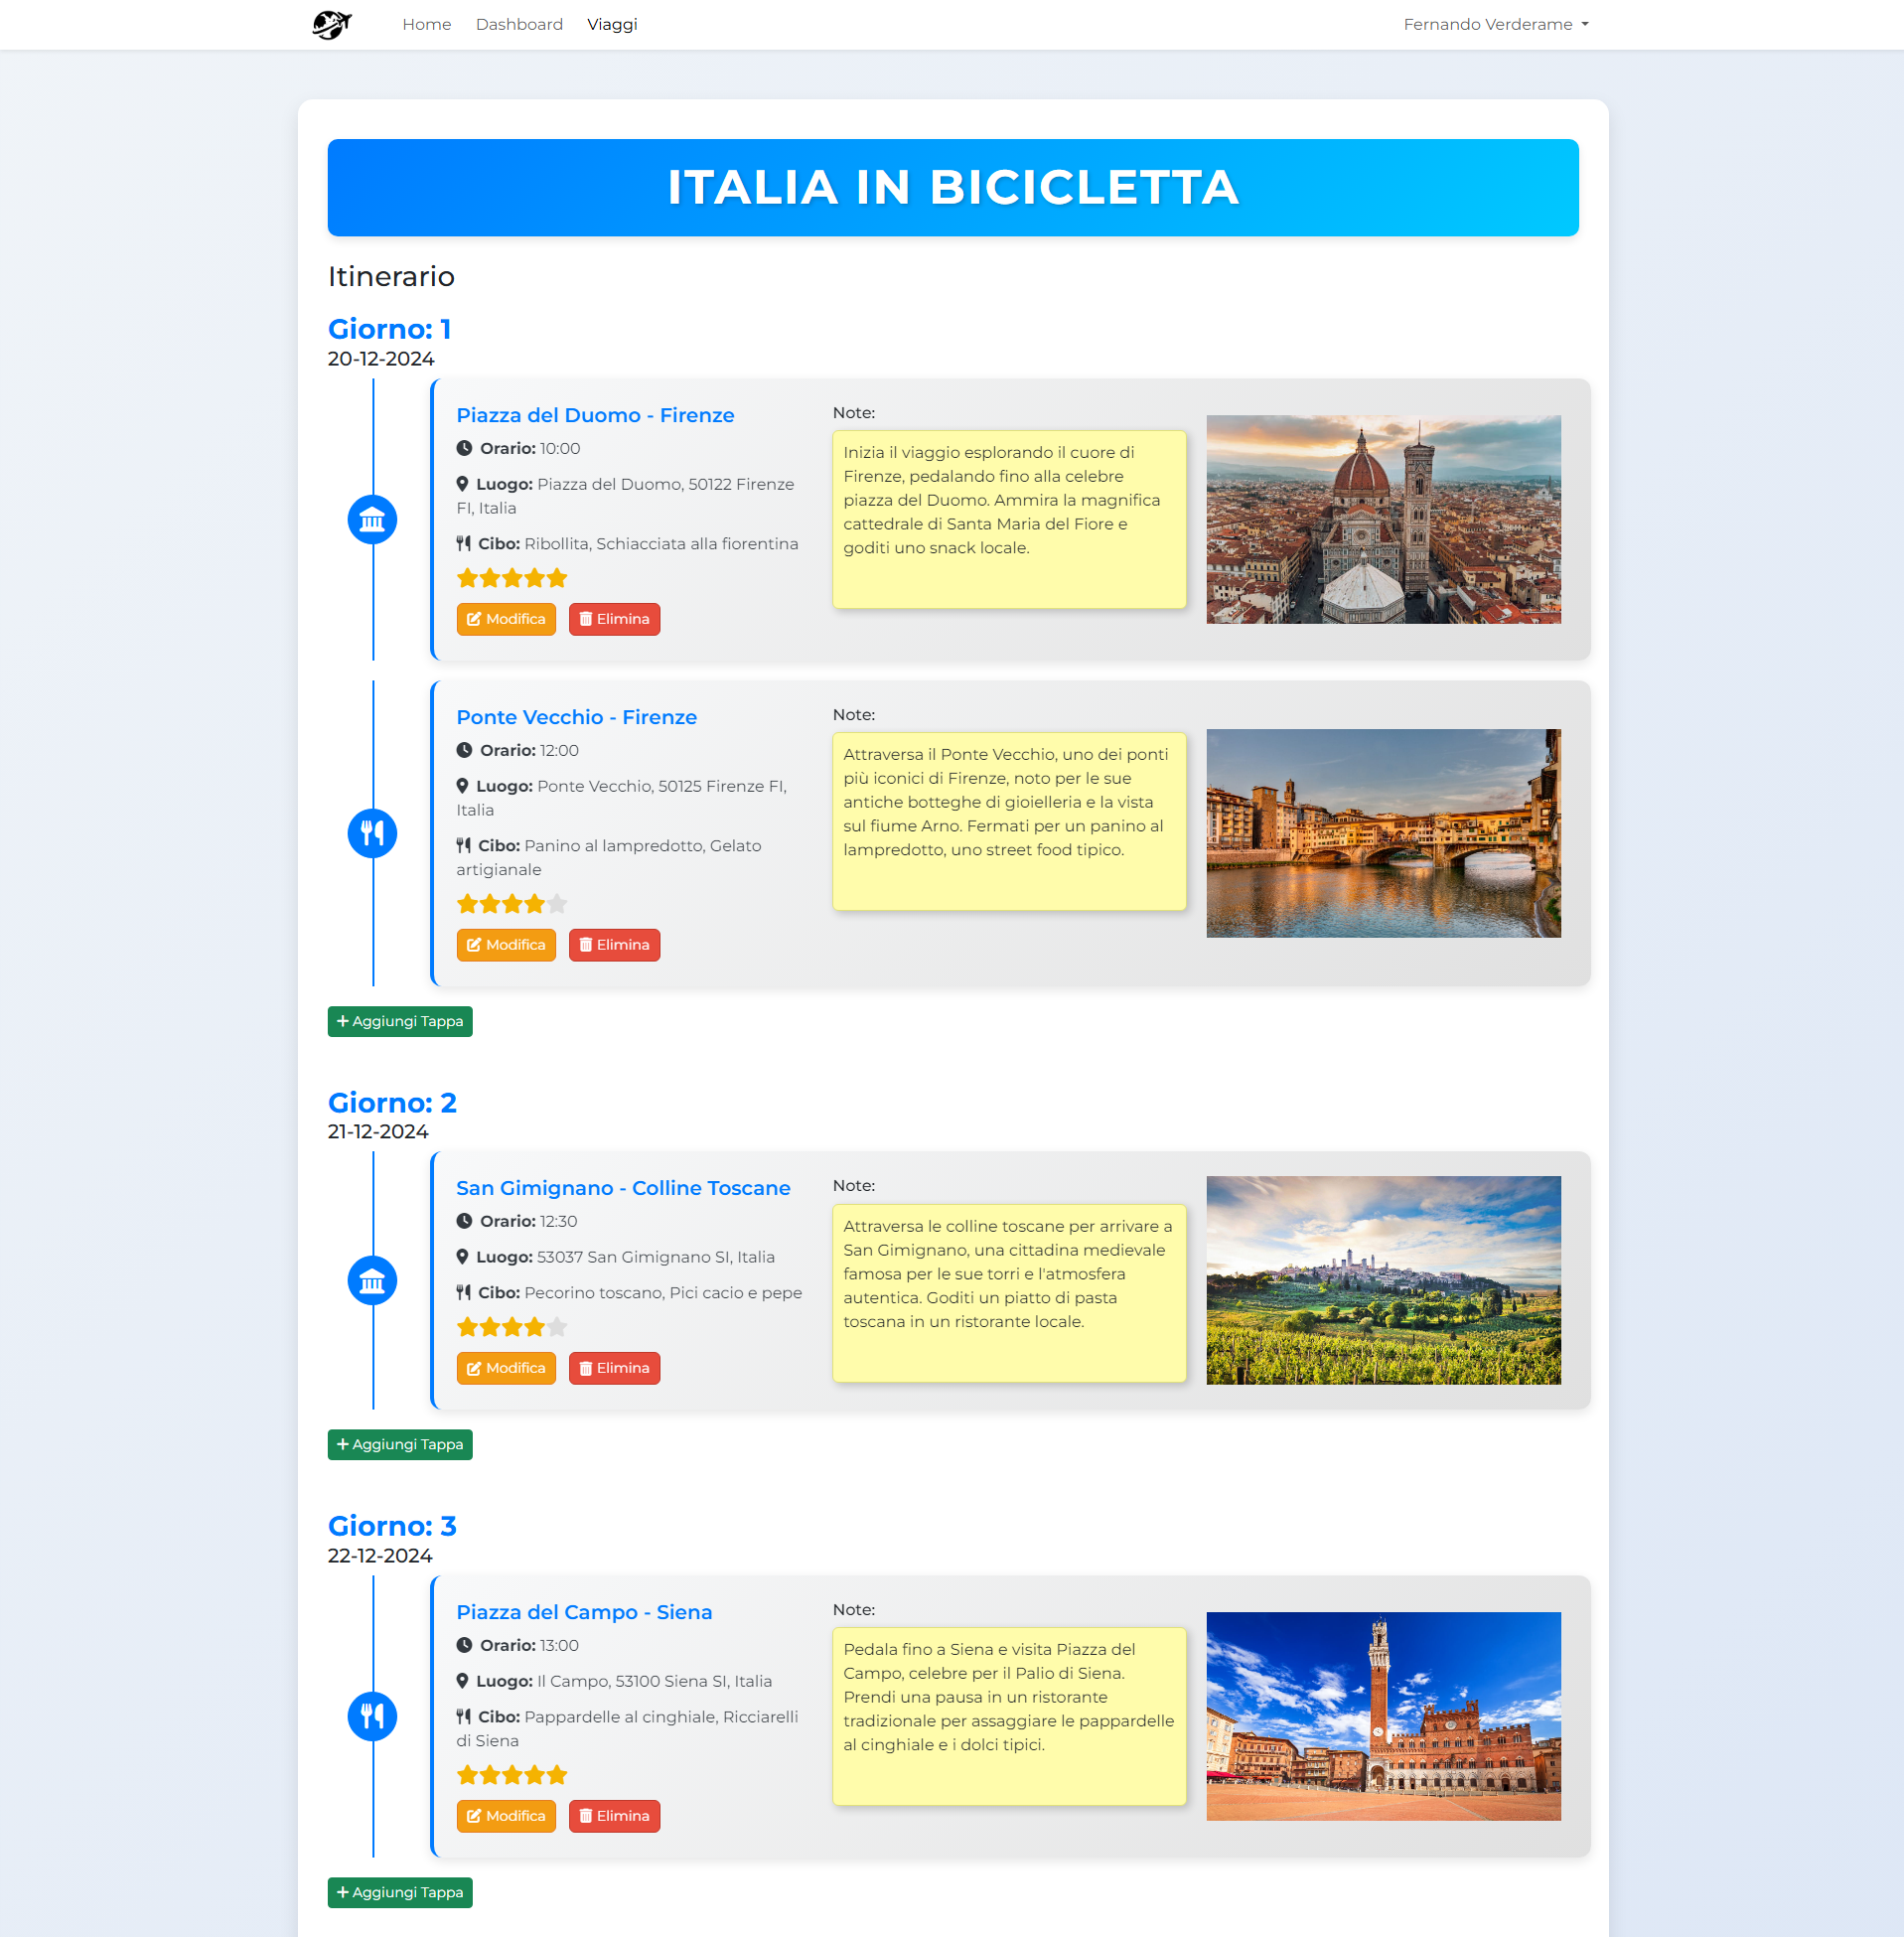 Home Dashboard Viaggi Fernando Verderame
ITALIA IN BICICLETTA
Itinerario
Giorno: 1
20-12-2024
Piazza del Duomo - Firenze
Orario: 10:00
Luogo: Piazza del Duomo, 50122 Firenze
FI, Italia
Cibo: Ribollita, Schiacciata alla fiorentina
Modifica Elimina
Note:
Inizia il viaggio esplorando il cuore di
Firenze, pedalando fino alla celebre
piazza del Duomo. Ammira la magnifica
cattedrale di Santa Maria del Fiore e
goditi uno snack locale.
Ponte Vecchio - Firenze
Orario: 12:00
Luogo: Ponte Vecchio, 50125 Firenze FI,
Italia
Cibo: Panino al lampredotto, Gelato
artigianale
Modifica Elimina
Note:
Attraversa il Ponte Vecchio, uno dei ponti
più iconici di Firenze, noto per le sue
antiche botteghe di gioielleria e la vista
sul fiume Arno. Fermati per un panino al
lampredotto, uno street food tipico.
Aggiungi Tappa
Giorno: 2
21-12-2024
San Gimignano - Colline Toscane
Orario: 12:30
Luogo: 53037 San Gimignano SI, Italia
Cibo: Pecorino toscano, Pici cacio e pepe
Modifica Elimina
Note:
Attraversa le colline toscane per arrivare a
San Gimignano, una cittadina medievale
famosa per le sue torri e l'atmosfera
autentica. Goditi un piatto di pasta
toscana in un ristorante locale.
Aggiungi Tappa
Giorno: 3
22-12-2024
Piazza del Campo - Siena
Orario: 13:00
Luogo: Il Campo, 53100 Siena SI, Italia
Cibo: Pappardelle al cinghiale, Ricciarelli
di Siena
Modifica Elimina
Note:
Pedala fino a Siena e visita Piazza del
Campo, celebre per il Palio di Siena.
Prendi una pausa in un ristorante
tradizionale per assaggiare le pappardelle
al cinghiale e i dolci tipici.
Aggiungi Tappa